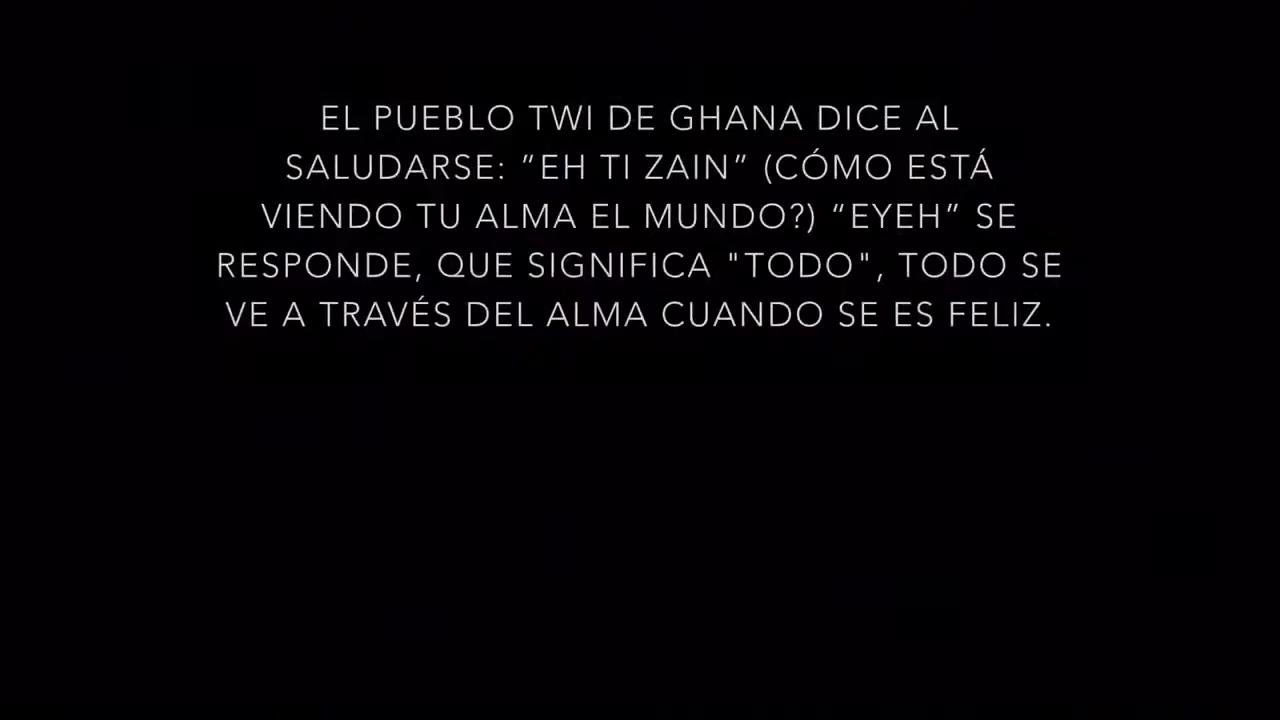 EL PUEBLO TWI DE GHANA DICE AL
SALUDARSE: ”EH TI ZAIN” (CÓMO ESTÁ
VIENDO TU ALMA EL MUNDO?) “EYEH” SE
RESPONDE, QUE SIGNIFICA "TODO", TODO SE
VE A TRAVÉS DEL ALMA CUANDO SE ES FELIZ.